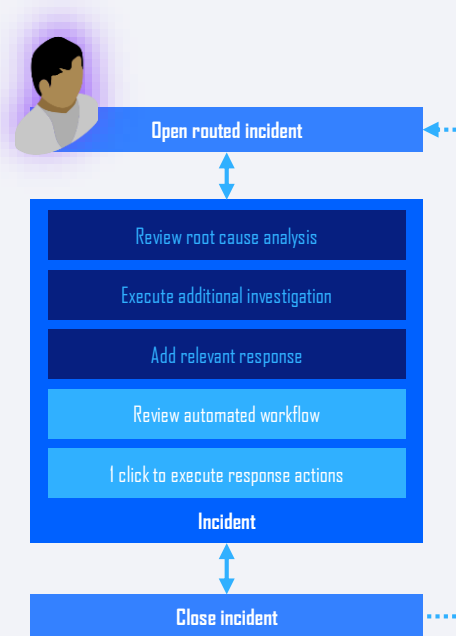 Open routed incident
Review root cause analysis
Execute additional investigation
Add relevant response
Review automated workflow
1 click to execute response actions
Incident
Close incident